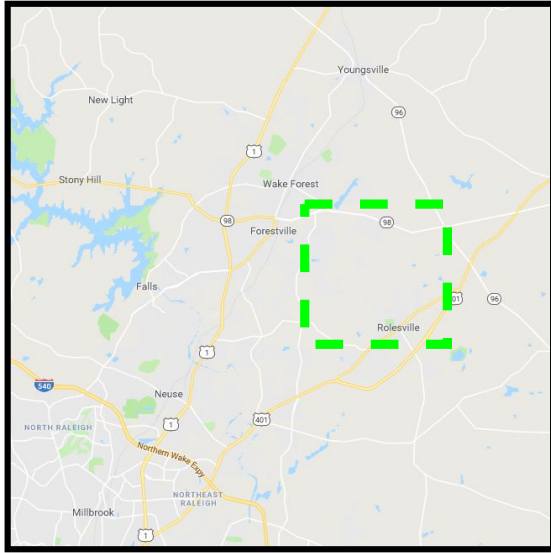 Youngsville
New Light
96
1
Stony Hill
Wake Forest
98
98
Forestville
Falls
401
96
Rolesville
1
540
Neuse
401
1
NORTH RALEIGH
Northern Wake Expy
NORTHEAST
RALEIGH
Millbrook
1